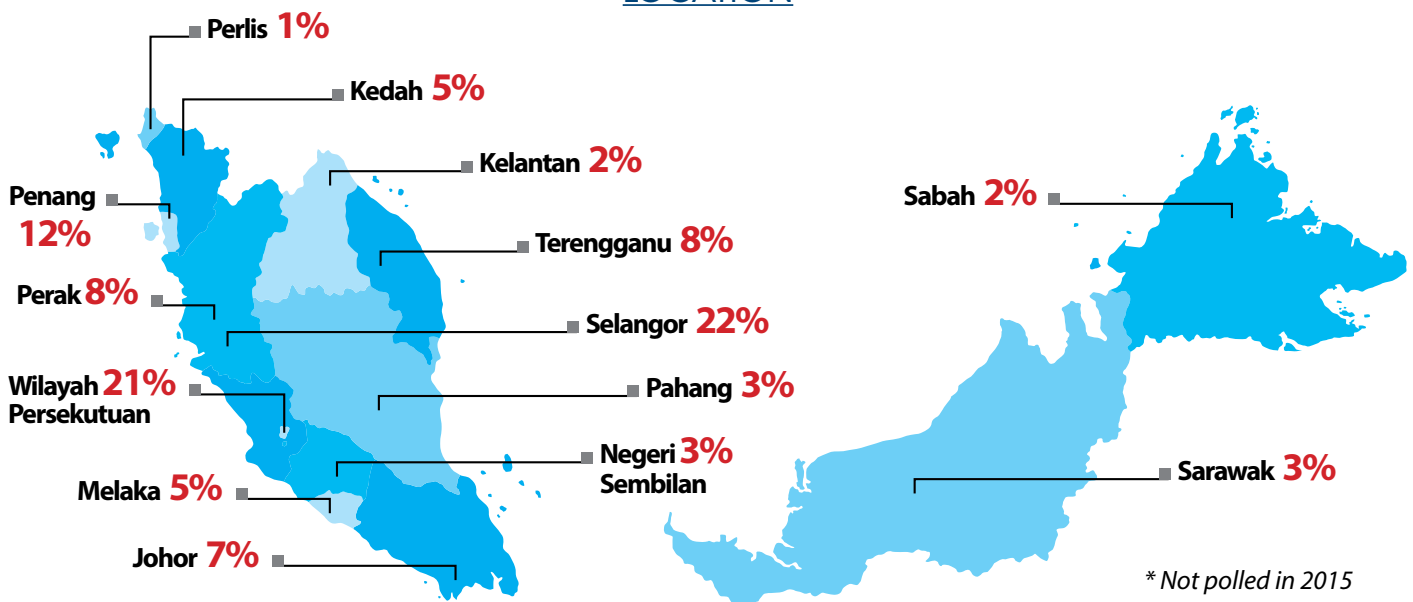 LOCATION
Perlis 1%
Kedah 5%
Kelantan 2%
Penang
12%
Sabah 2%
Terengganu 8%
Perak 8%
Selangor 22%
Wilayah 21%
Persekutuan
Pahang 3%
Negeri 3%
Sembilan
Melaka 5%
Sarawak 3%
Johor 7%
* Not polled in 2015